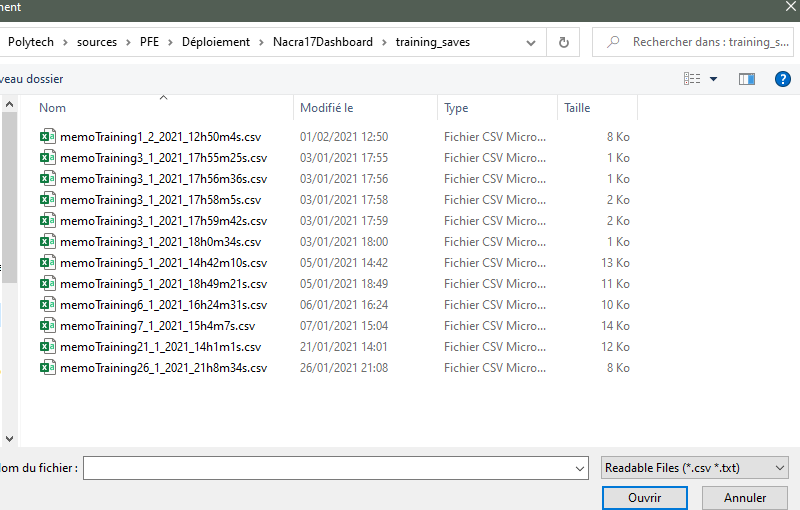 ment
Polytech > sources > PFE > Déploiement > Nacra17Dashboard > training_saves
Rechercher dans : training_s...
veau dossier
Nom Modifié le Type Taille
memoTraining1_2_2021_12h50m4s.csv 01/02/2021 12:50 Fichier CSV Micro... 8 Ko
memoTraining3_1_2021_17h55m25s.csv 03/01/2021 17:55 Fichier CSV Micro... 1 Ko
memoTraining3_1_2021_17h56m36s.csv 03/01/2021 17:56 Fichier CSV Micro... 1 Ko
memoTraining3_1_2021_17h58m5s.csv 03/01/2021 17:58 Fichier CSV Micro... 2 Ko
memoTraining3_1_2021_17h59m42s.csv 03/01/2021 17:59 Fichier CSV Micro... 2 Ko
memoTraining3_1_2021_18h0m34s.csv 03/01/2021 18:00 Fichier CSV Micro... 1 Ko
memoTraining5_1_2021_14h42m10s.csv 05/01/2021 14:42 Fichier CSV Micro... 13 Ko
memoTraining5_1_2021_18h49m21s.csv 05/01/2021 18:49 Fichier CSV Micro... 11 Ko
memoTraining6_1_2021_16h24m31s.csv 06/01/2021 16:24 Fichier CSV Micro... 10 Ko
memoTraining7_1_2021_15h4m7s.csv 07/01/2021 15:04 Fichier CSV Micro... 14 Ko
memoTraining21_1_2021_14h1m1s.csv 21/01/2021 14:01 Fichier CSV Micro... 12 Ko
memoTraining26_1_2021_21h8m34s.csv 26/01/2021 21:08 Fichier CSV Micro... 8 Ko
lom du fichier : Readable Files (*.csv *.txt)
Ouvrir Annuler